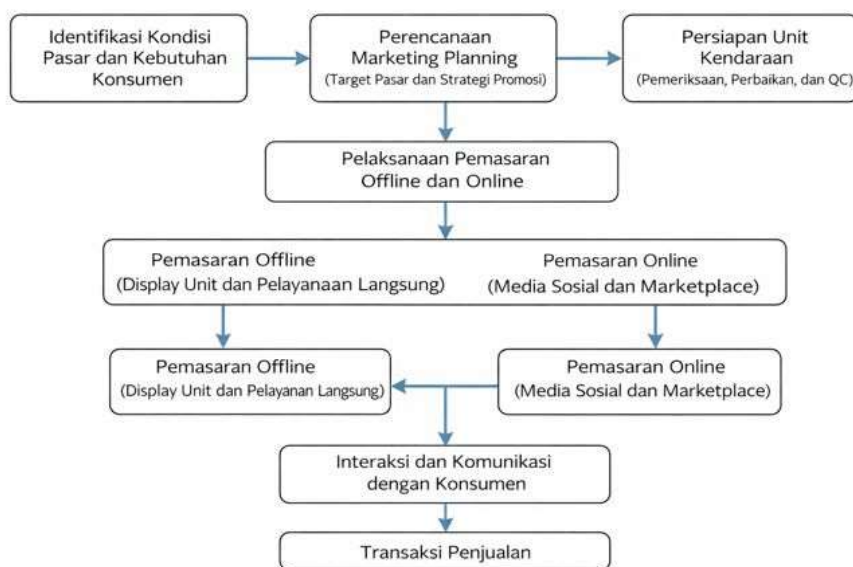 Identifikasi Kondisi
Pasar dan Kebutuhan
Konsumen
Perencanaan
Marketing Planning
(Target Pasar dan Strategi Promosi)
Persiapan Unit
Kendaraan
(Pemeriksaan, Perbaikan, dan QC)
Pelaksanaan Pemasaran
Offline dan Online
Pemasaran Offline
(Display Unit dan Pelayanaan Langsung)
Pemasaran Online
(Media Sosial dan Marketplace)
Pemasaran Offline
(Display Unit dan Pelayanan Langsung)
Pemasaran Online
(Media Sosial dan Marketplace)
Interaksi dan Komunikasi
dengan Konsumen
Transaksi Penjualan